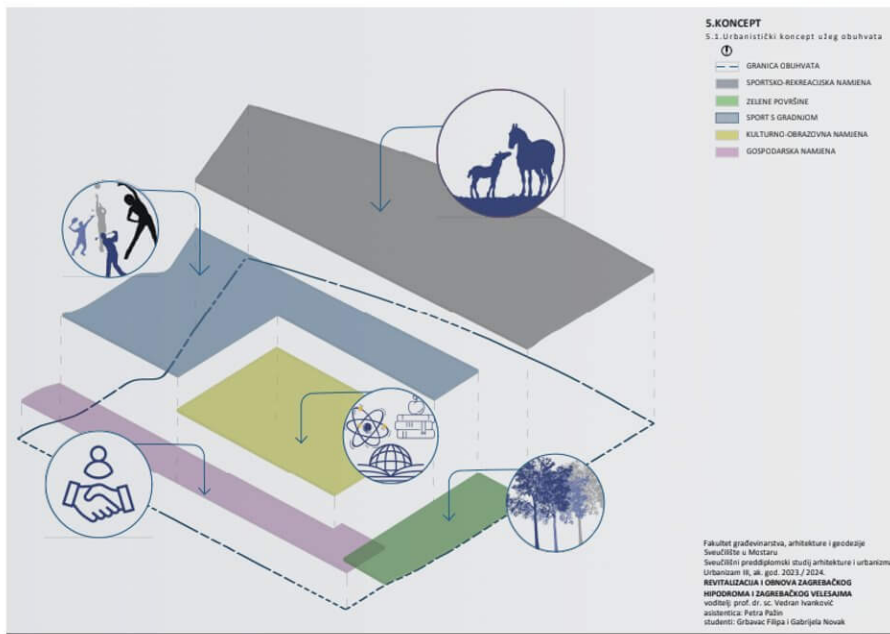 5.KONCEPT
5.1.Urbanistički koncept užeg obuhvata
GRANICA OBUHVATA
SPORTSKO-REKREACIJSKA NAMJENA
ZELENE POVRŠINE
SPORT S GRADNJOM
KULTURNO-OBRAZOVNA NAMJENA
GOSPODARSKA NAMJENA
Fakultet građevinarstva, arhitekture i geodezije
Sveučilište u Mostaru
Sveučilišni preddiplomski studij arhitekture i urbanizma
Urbanizam III, ak. god. 2023./ 2024.
REVITALIZACIJA I OBNOVA ZAGREBAČKOG
HIPODROMA I ZAGREBAČKOG VELESAJMA
voditelj: prof. dr. sc. Vedran Ivanković
asistentica: Petra Pažin
studenti: Grbavac Filipa i Gabrijela Novak